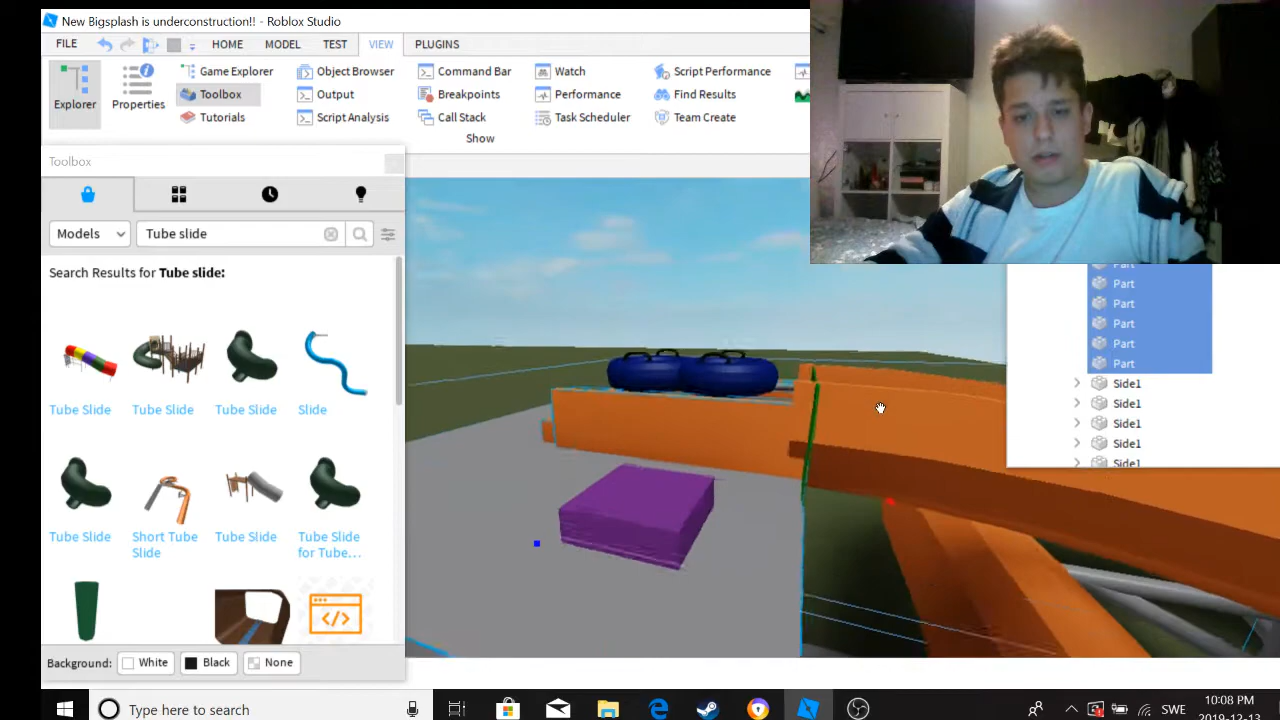 New Bigsplash is underconstruction!! - Roblox Studio
FILE HOME MODEL TEST VIEW PLUGINS
Explorer
Properties
Game Explorer
Toolbox
Tutorials
Object Browser
Output
Script Analysis
Command Bar
Breakpoints
Call Stack
Watch
Performance
Task Scheduler
Script Performance
Find Results
Team Create
Show
Toolbox
Models
Tube slide
Search Results for Tube slide:
Tube Slide Tube Slide Tube Slide Slide
Tube Slide Short Tube Slide Tube Slide Tube Slide for Tube...
Background: White Black None
Part
Part
Part
Part
Part
Part
Side1
Side1
Side1
Side1
Side1
Type here to search
SWE
10:08 PM
2019-12-13